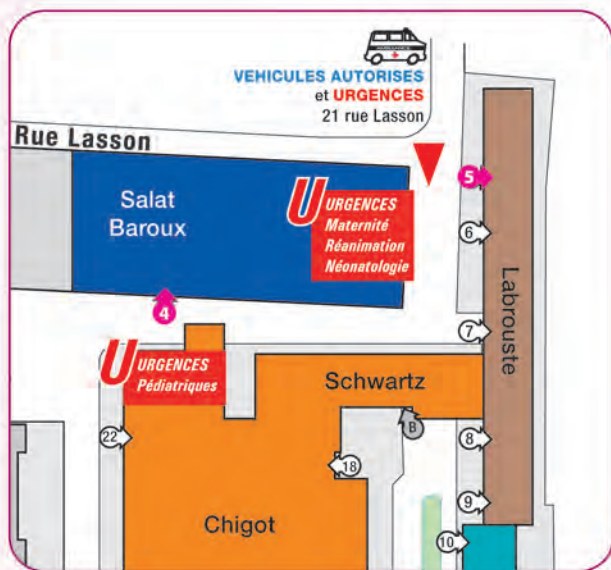 AMBULANCE
VEHICULES AUTORISES
et URGENCES
21 rue Lasson
Rue Lasson
Salat
Baroux
U URGENCES
Maternité
Réanimation
Néonatologie
5
6
4
7
Labrouste
U URGENCES
Pédiatriques
Schwartz
B
22
8
18
9
Chigot
10